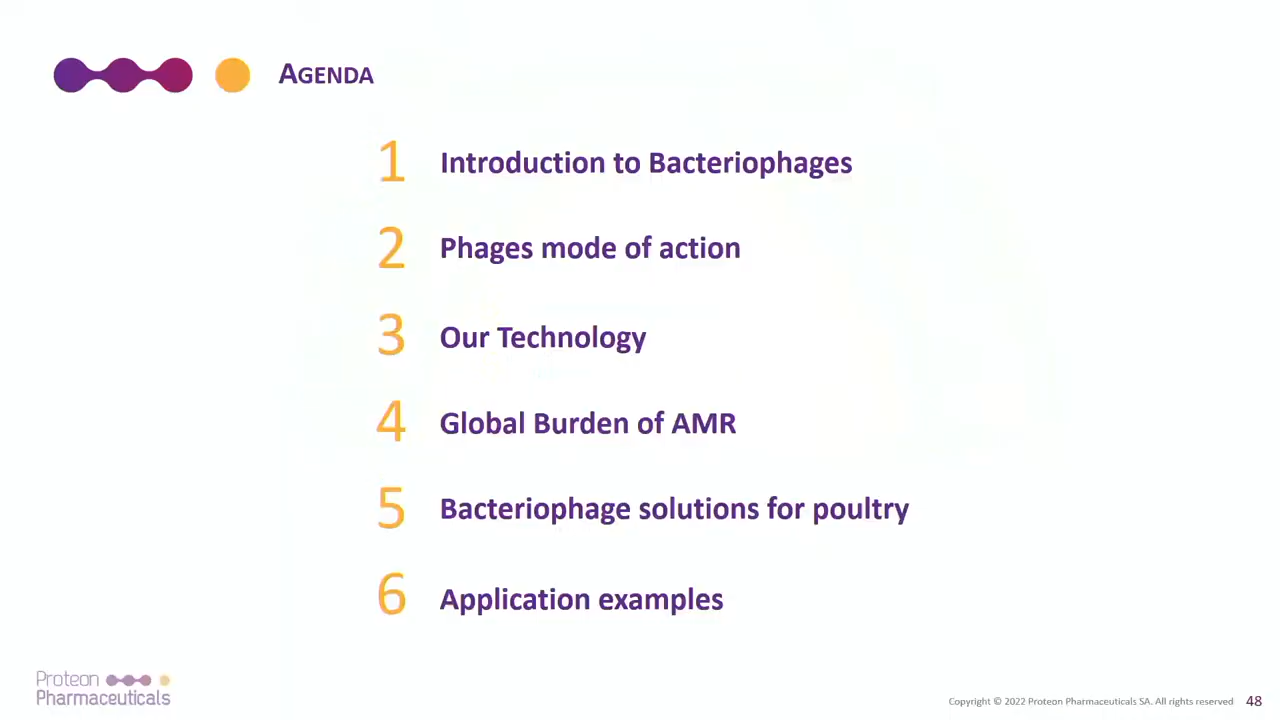 AGENDA
1 Introduction to Bacteriophages
2 Phages mode of action
3 Our Technology
4 Global Burden of AMR
5 Bacteriophage solutions for poultry
6 Application examples
Proteon
Pharmaceuticals
Copyright © 2022 Proteon Pharmaceuticals SA. All rights reserved 48